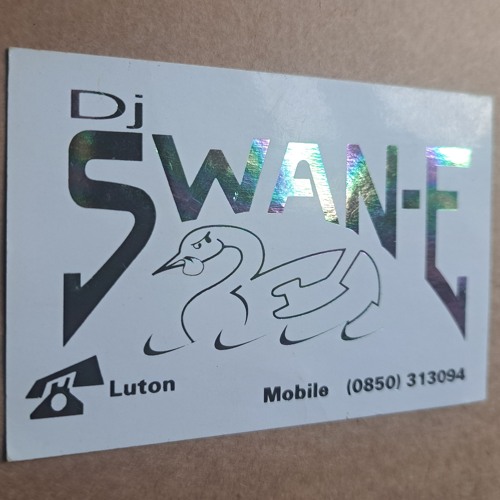 Dj
SWAN-E
Luton
Mobile (0850) 313094